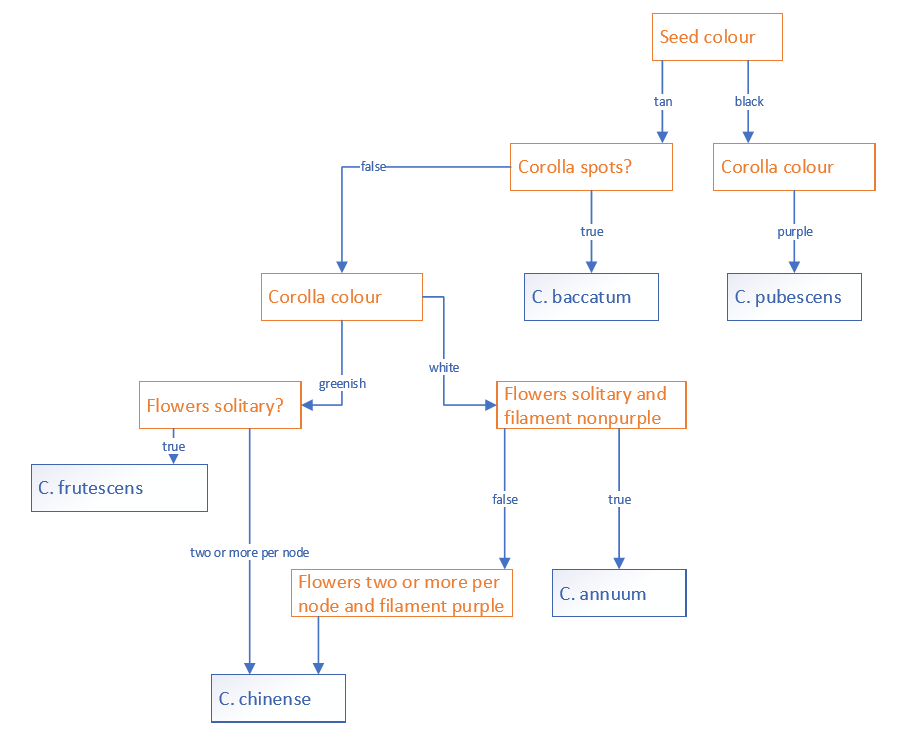 Seed colour
tan
black
Corolla spots?
Corolla colour
false
true
purple
Corolla colour
C. baccatum
C. pubescens
greenish
white
Flowers solitary?
Flowers solitary and
filament nonpurple
true
C. frutescens
false
true
two or more per node
Flowers two or more per
node and filament purple
C. annuum
C. chinense